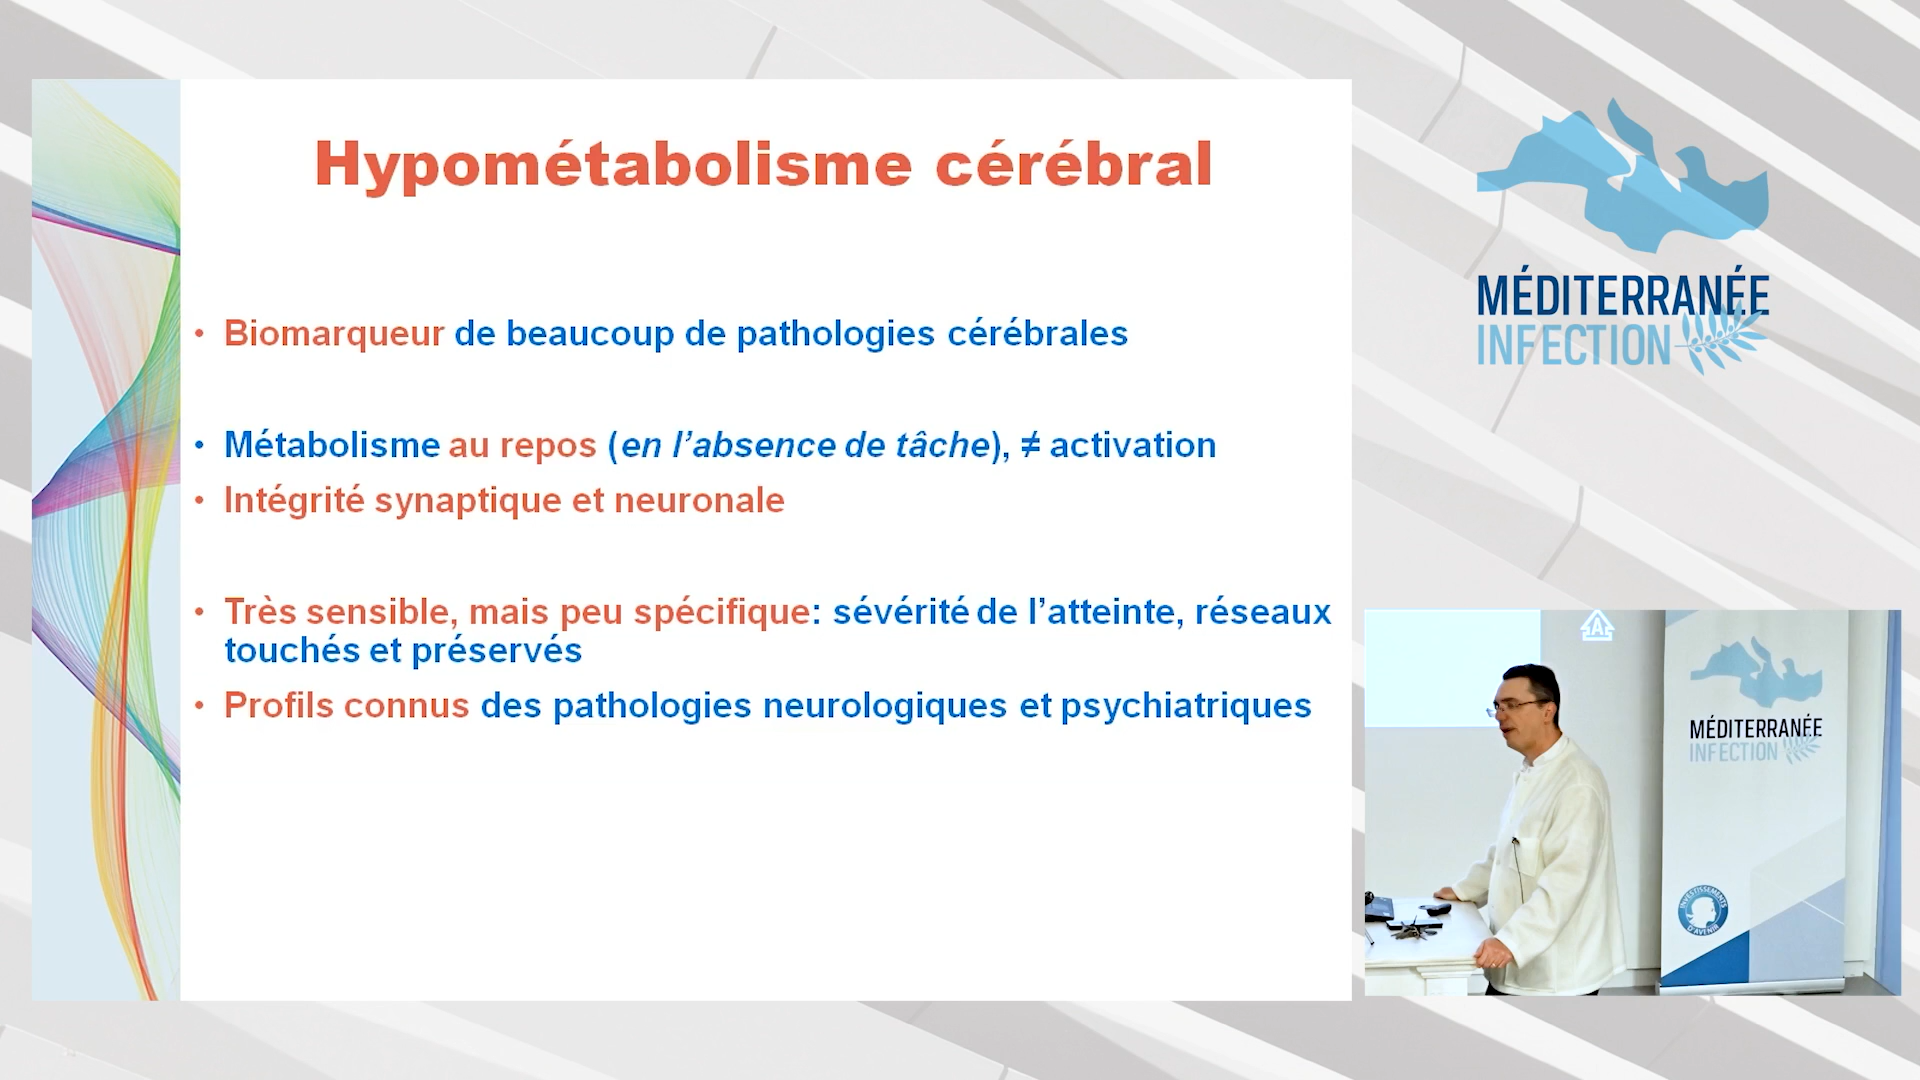 Hypométabolisme cérébral
• Biomarqueur de beaucoup de pathologies cérébrales
• Métabolisme au repos (en l’absence de tâche), ≠ activation
• Intégrité synaptique et neuronale
• Très sensible, mais peu spécifique: sévérité de l’atteinte, réseaux
touchés et préservés
• Profils connus des pathologies neurologiques et psychiatriques
MÉDITERRANÉE
INFECTION
A
MÉDITERRANÉE
INFECTION
INVESTISSEMENTS
D'AVENIR